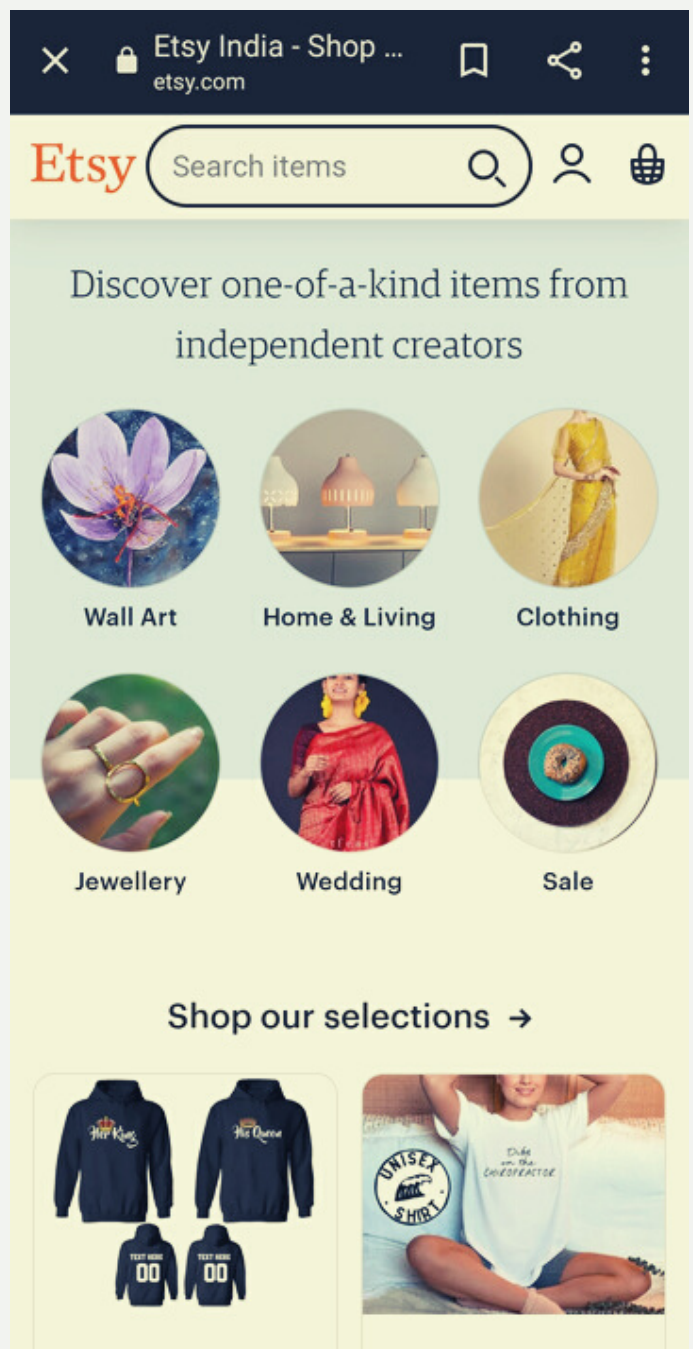 Etsy India - Shop ...
etsy.com
Etsy
Search items
Discover one-of-a-kind items from
independent creators
Wall Art
Home & Living
Clothing
Jewellery
Wedding
Sale
Shop our selections →
Her King
His Queen
TEXT HERE
00
TEXT HERE
00
UNISEX
SHIRT
on the
CHIROPRACTOR